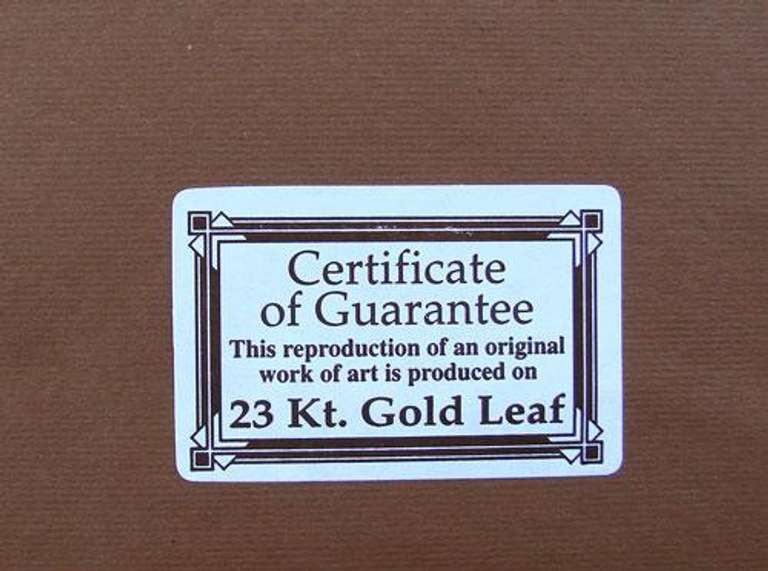 Certificate
of Guarantee
This reproduction of an original
work of art is produced on
23 Kt. Gold Leaf